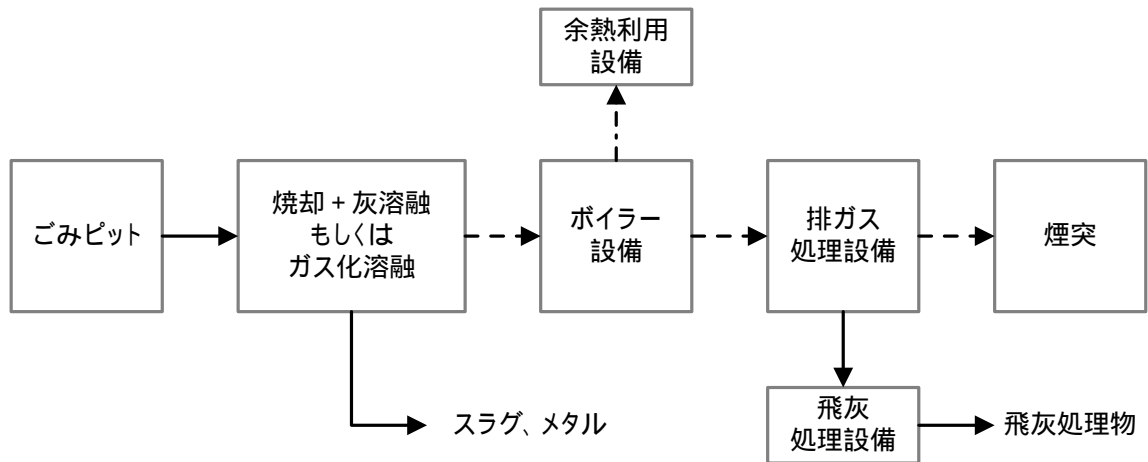 余熱利用
設備
ごみピット
焼却 + 灰溶融
もしくは
ガス化溶融
ボイラー
設備
排ガス
処理設備
煙突
スラグ、メタル
飛灰
処理設備
飛灰処理物